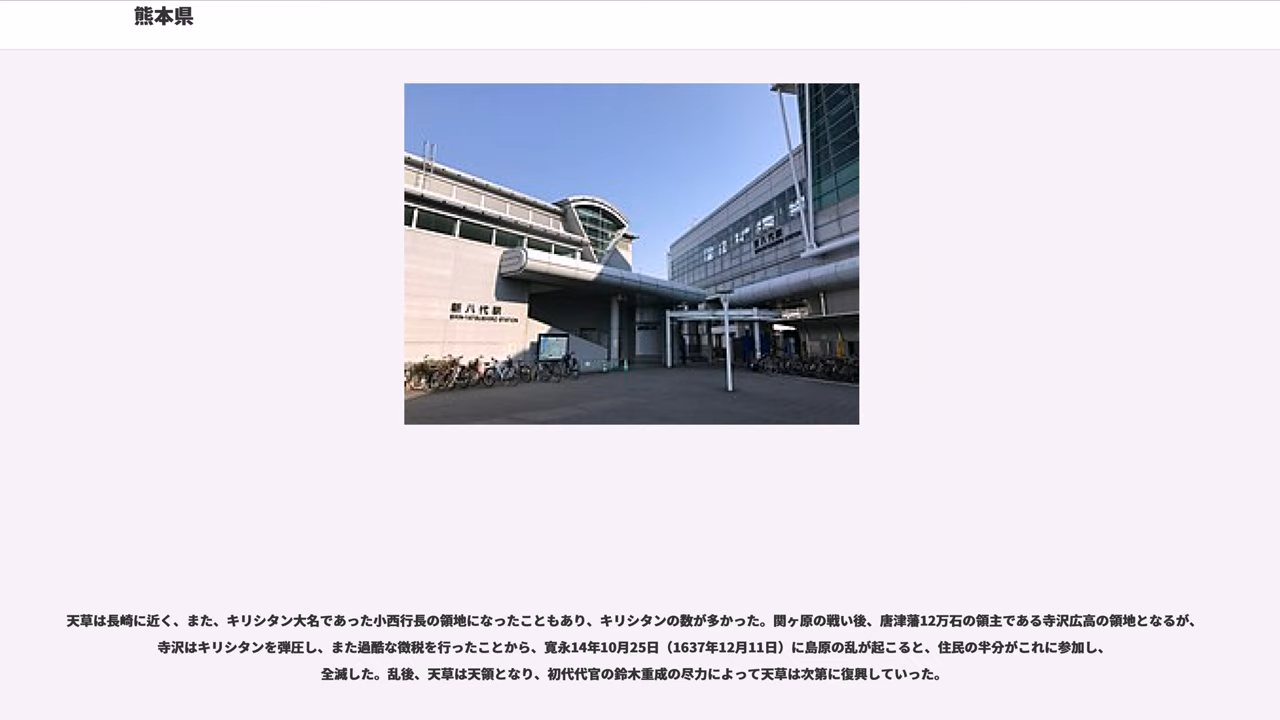 熊本県
新八代駅
SHIN-YATSUSHIRO STATION
天草は長崎に近く、また、キリシタン大名であった小西行長の領地になったこともあり、キリシタンの数が多かった。関ヶ原の戦い後、唐津藩12万石の領主である寺沢広高の領地となるが、
寺沢はキリシタンを弾圧し、また過酷な徴税を行ったことから、寛永14年10月25日（1637年12月11日）に島原の乱が起こると、住民の半分がこれに参加し、
全滅した。乱後、天草は天領となり、初代代官の鈴木重成の尽力によって天草は次第に復興していった。